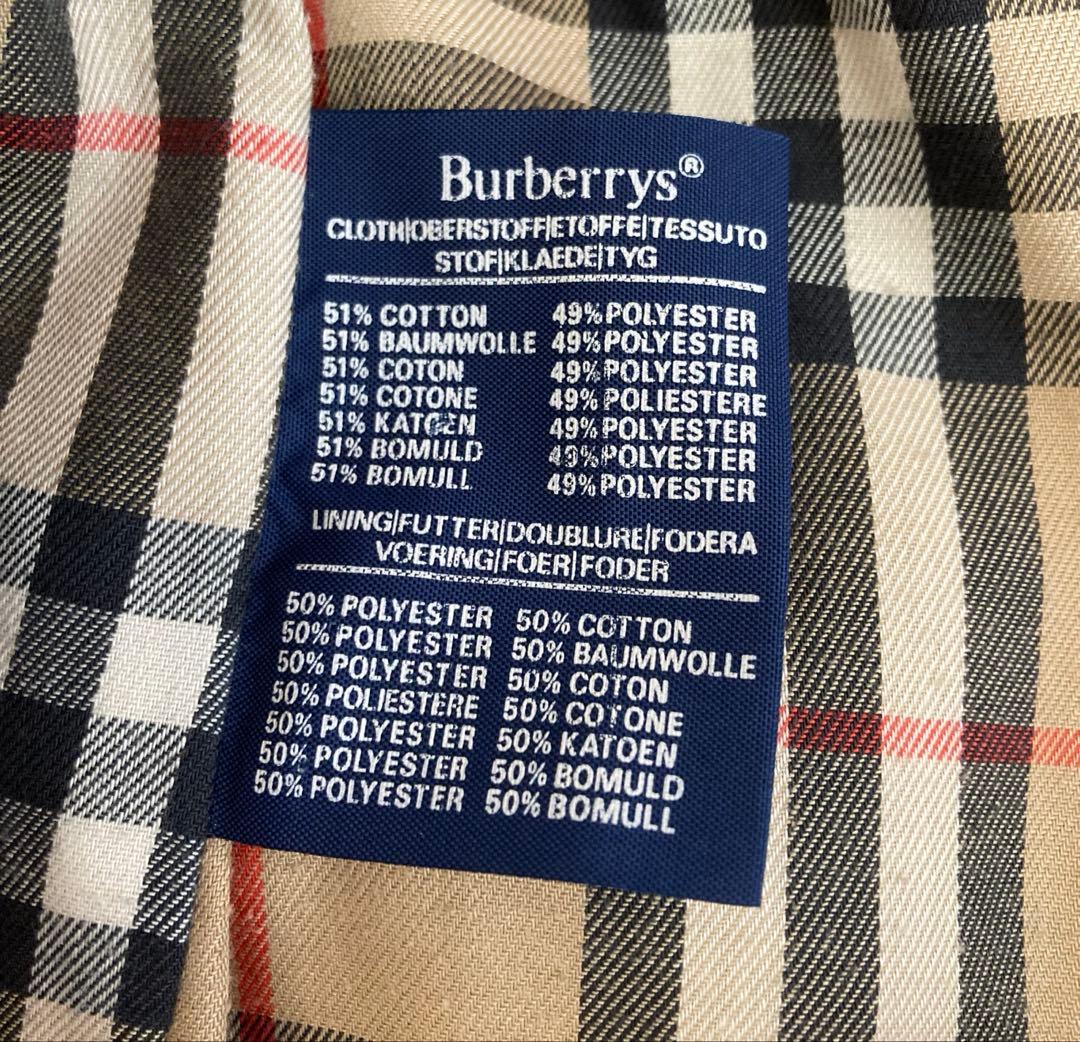 Burberrys®
CLOTH|OBERSTOFF|ETOFFE|TESSUTO
STOF|KLAEDE|TYG
51% COTTON 49% POLYESTER
51% BAUMWOLLE 49% POLYESTER
51% COTON 49% POLYESTER
51% COTONE 49% POLIESTERE
51% KATOEN 49% POLYESTER
51% BOMULD 49% POLYESTER
51% BOMULL 49% POLYESTER
LINING|FUTTER|DOUBLURE|FODERA
VOERING|FOER|FODER
50% POLYESTER 50% COTTON
50% POLYESTER 50% BAUMWOLLE
50% POLYESTER 50% COTON
50% POLIESTERE 50% COTONE
50% POLYESTER 50% KATOEN
50% POLYESTER 50% BOMULD
50% POLYESTER 50% BOMULL